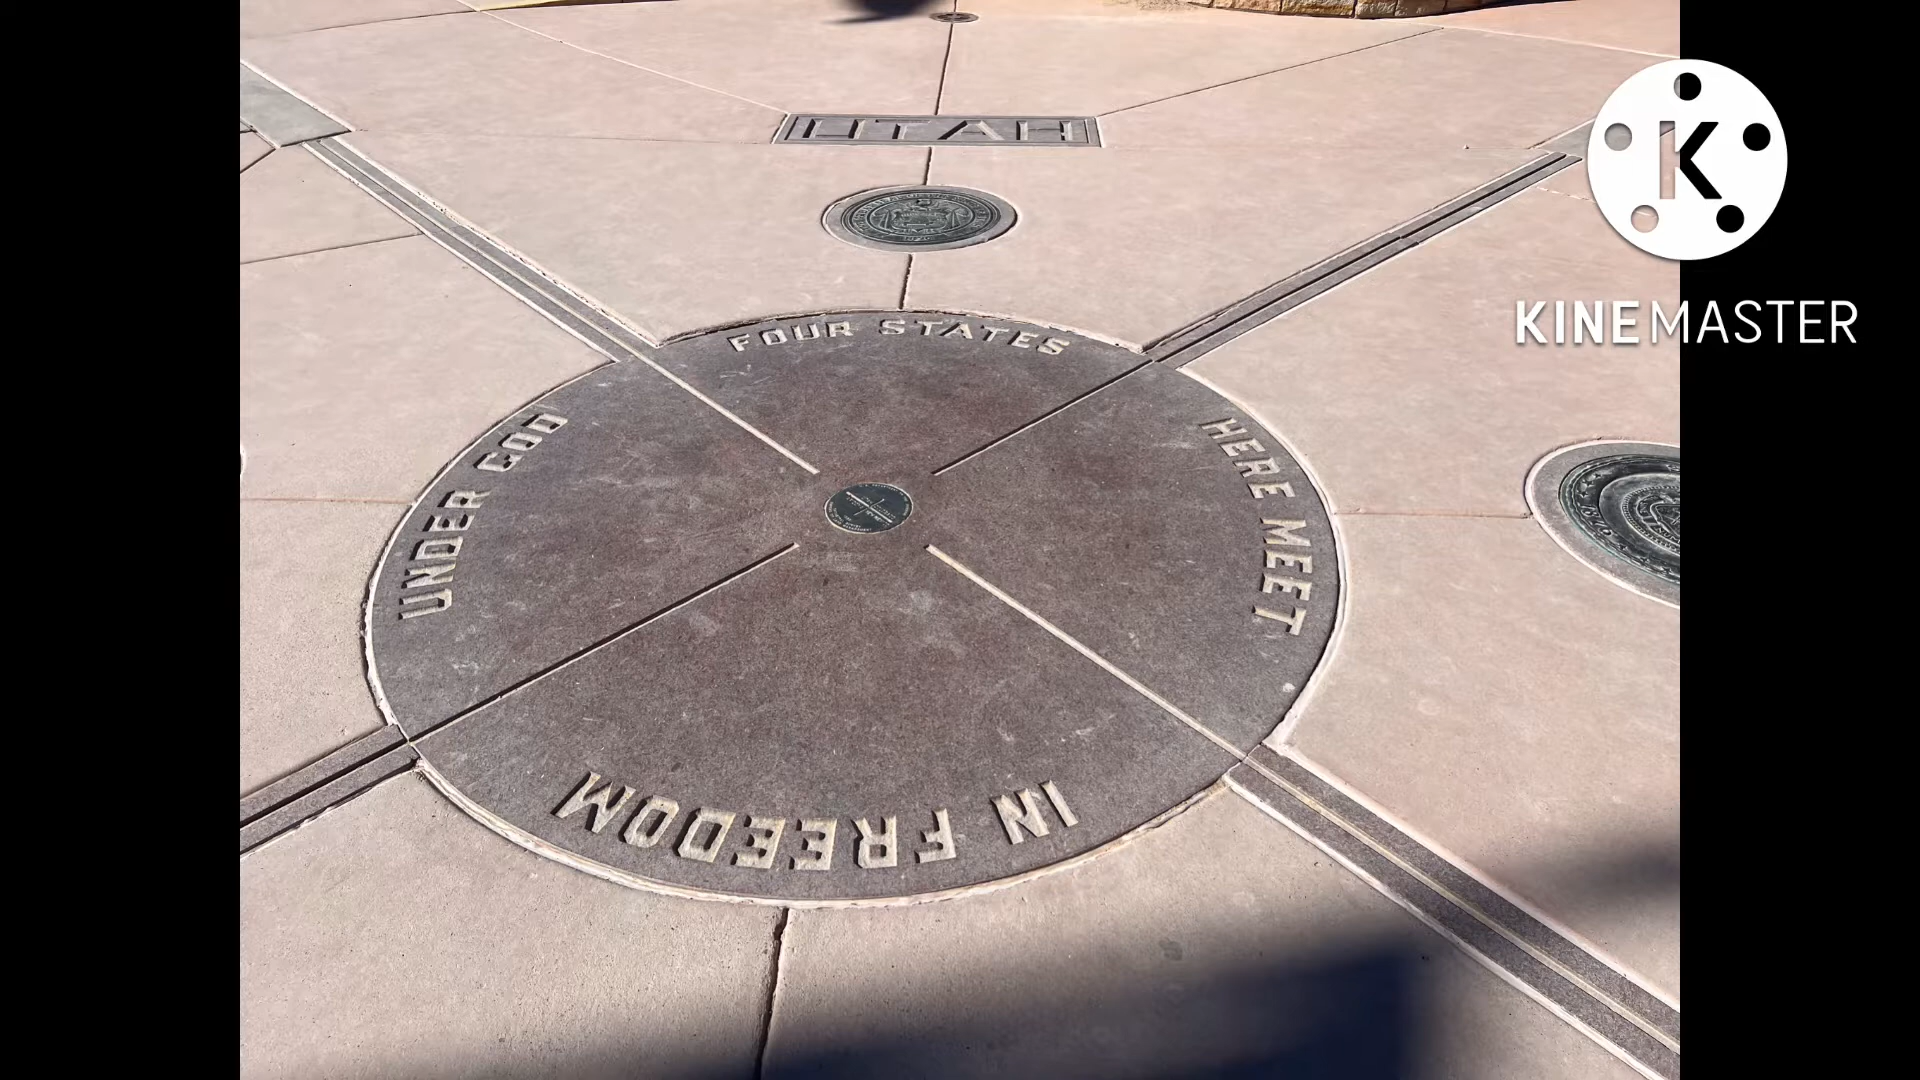 UTAH
KINEMASTER
FOUR STATES
HERE MEET
IN FREEDOM
UNDER GOD